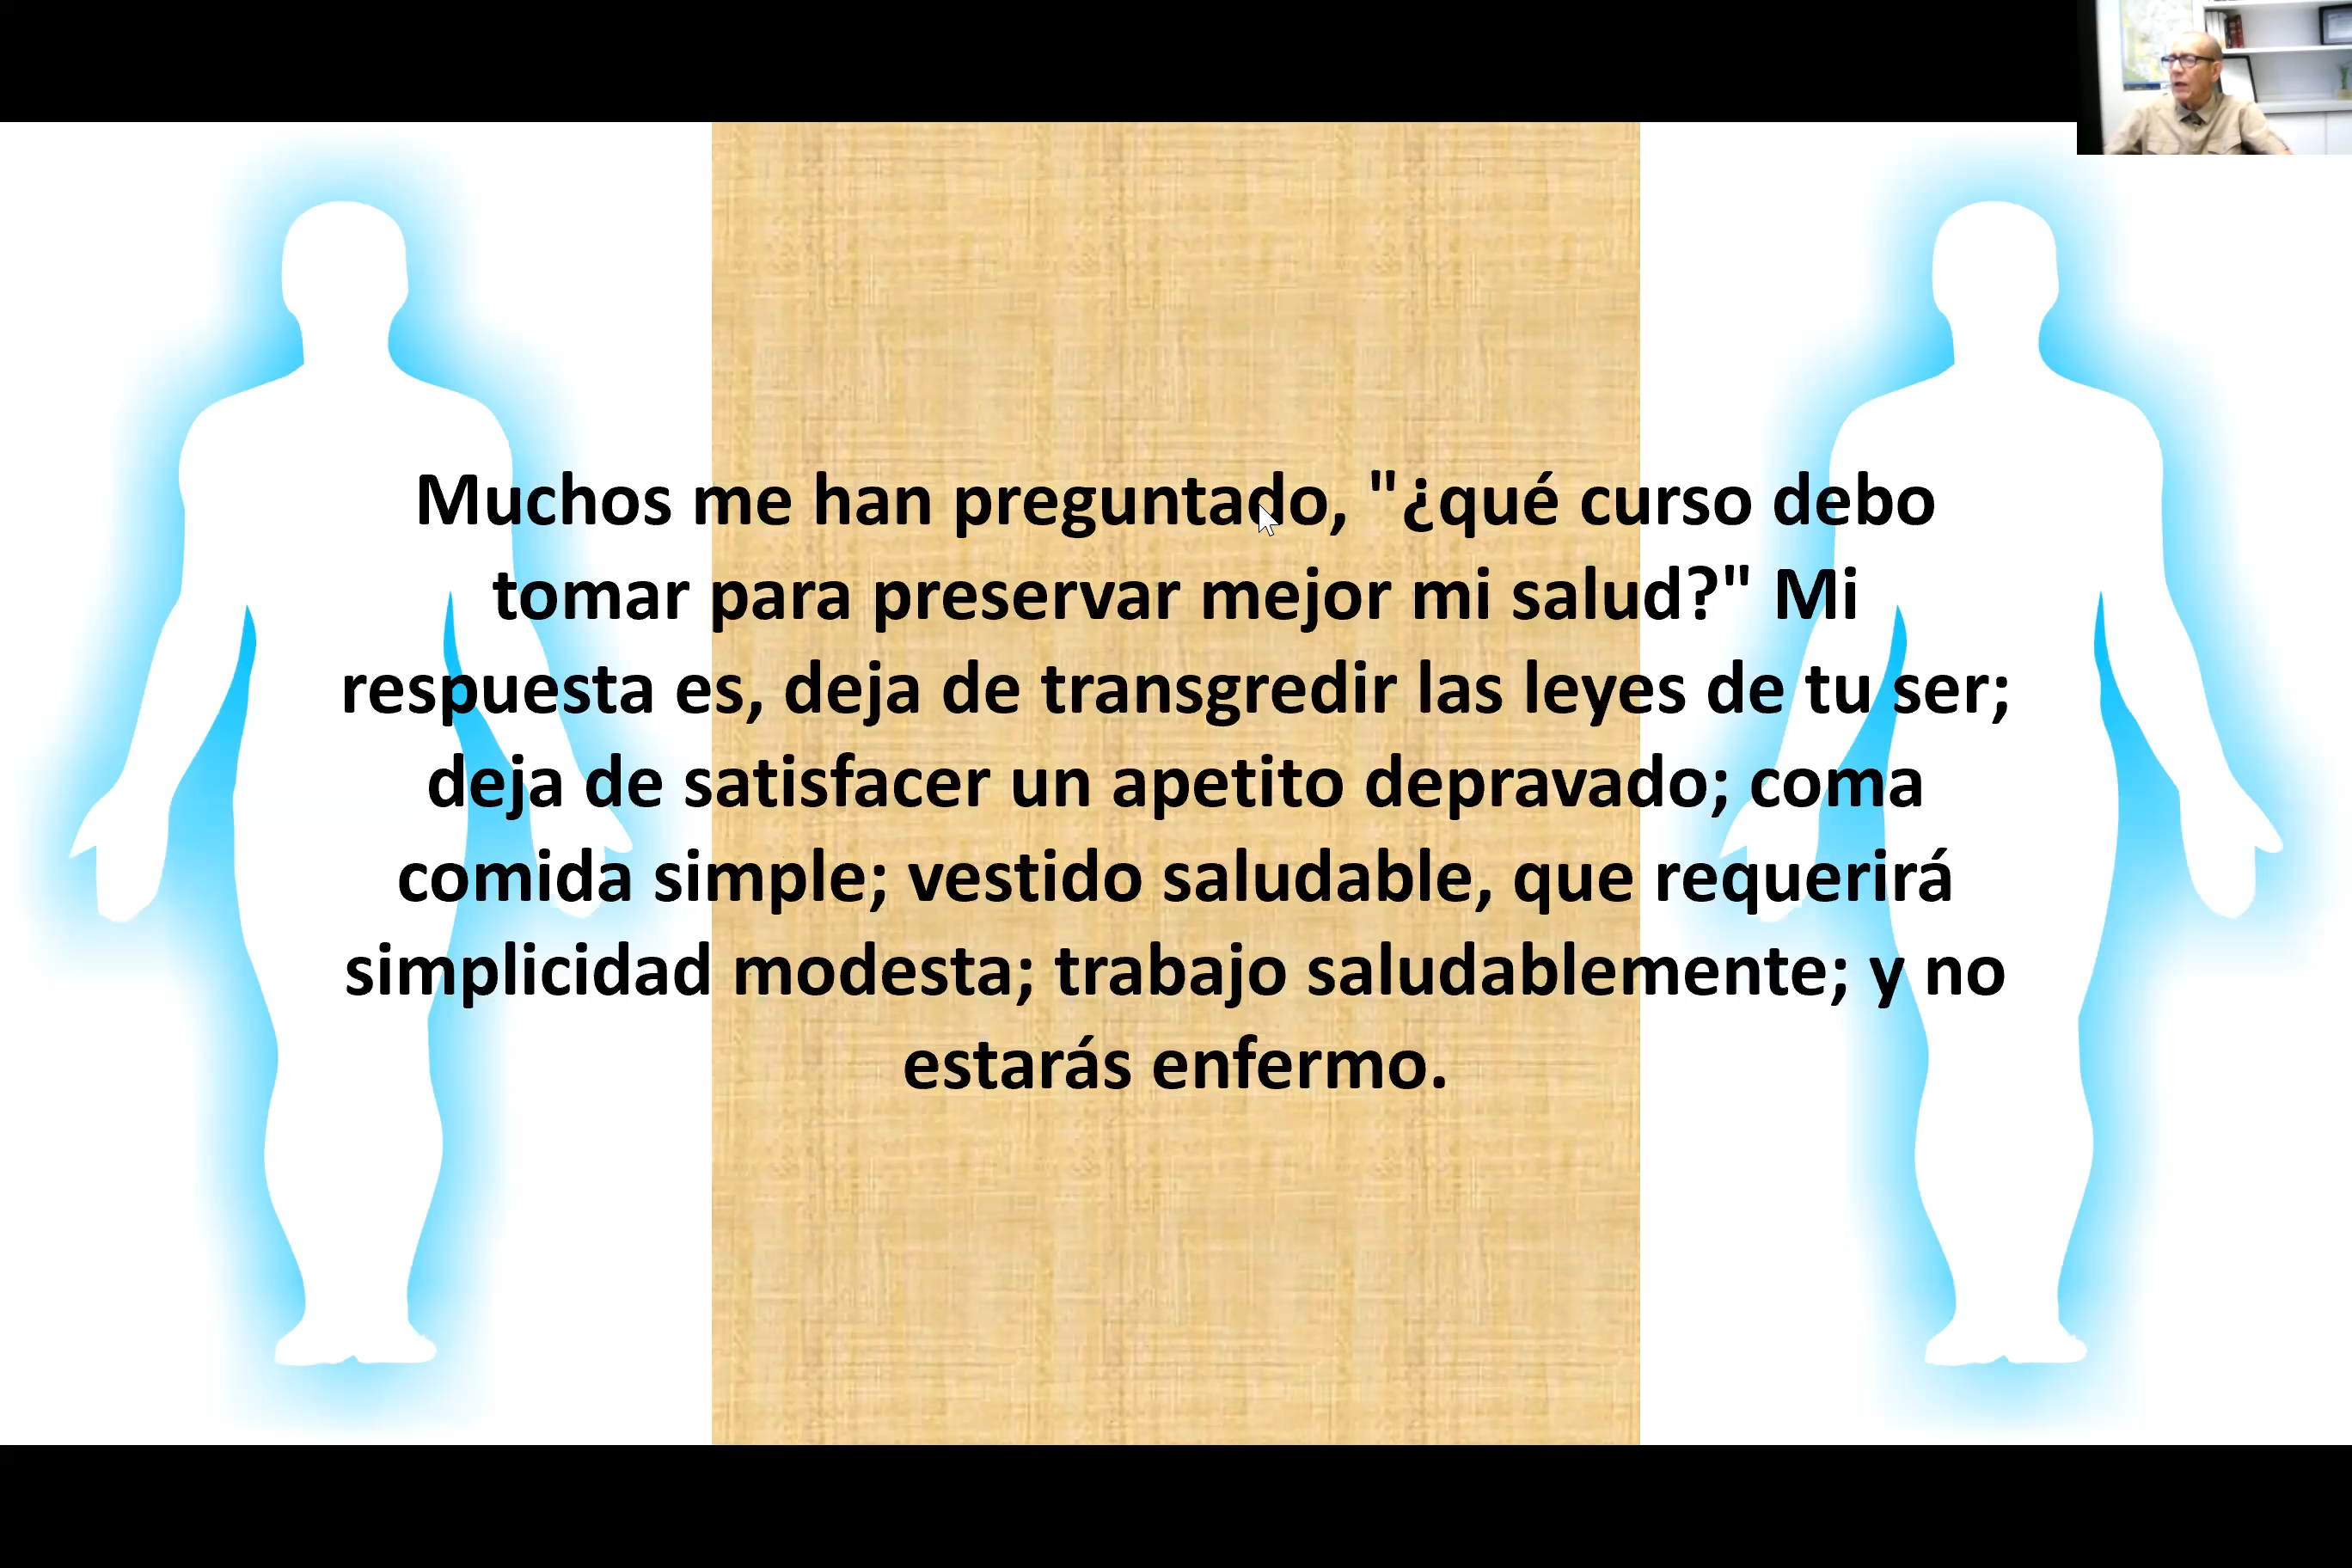 Muchos me han preguntado, "¿qué curso debo
tomar para preservar mejor mi salud?" Mi
respuesta es, deja de transgredir las leyes de tu ser;
deja de satisfacer un apetito depravado; coma
comida simple; vestido saludable, que requerirá
simplicidad modesta; trabajo saludablemente; y no
estarás enfermo.